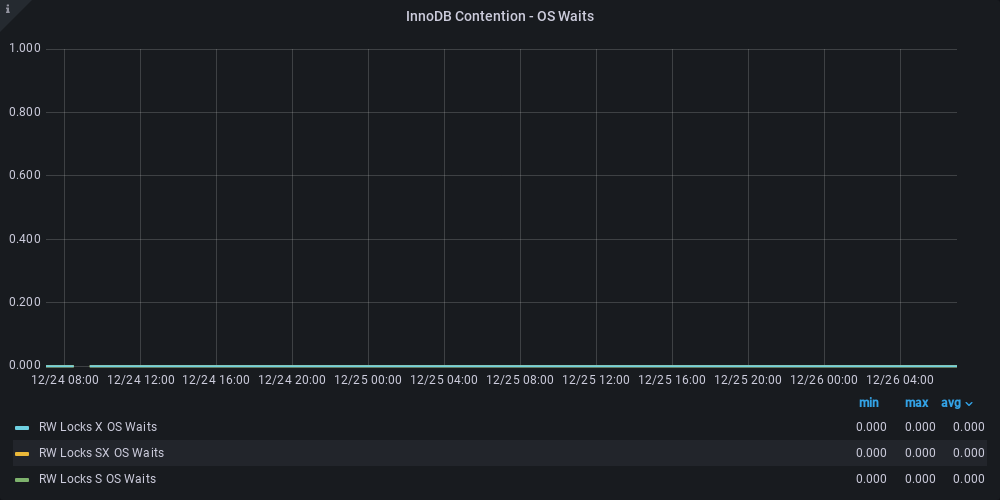 i
InnoDB Contention - OS Waits
1.000
0.800
0.600
0.400
0.200
0.000
12/24 08:00 12/24 12:00 12/24 16:00 12/24 20:00 12/25 00:00 12/25 04:00 12/25 08:00 12/25 12:00 12/25 16:00 12/25 20:00 12/26 00:00 12/26 04:00
min max avg
RW Locks X OS Waits 0.000 0.000 0.000
RW Locks SX OS Waits 0.000 0.000 0.000
RW Locks S OS Waits 0.000 0.000 0.000